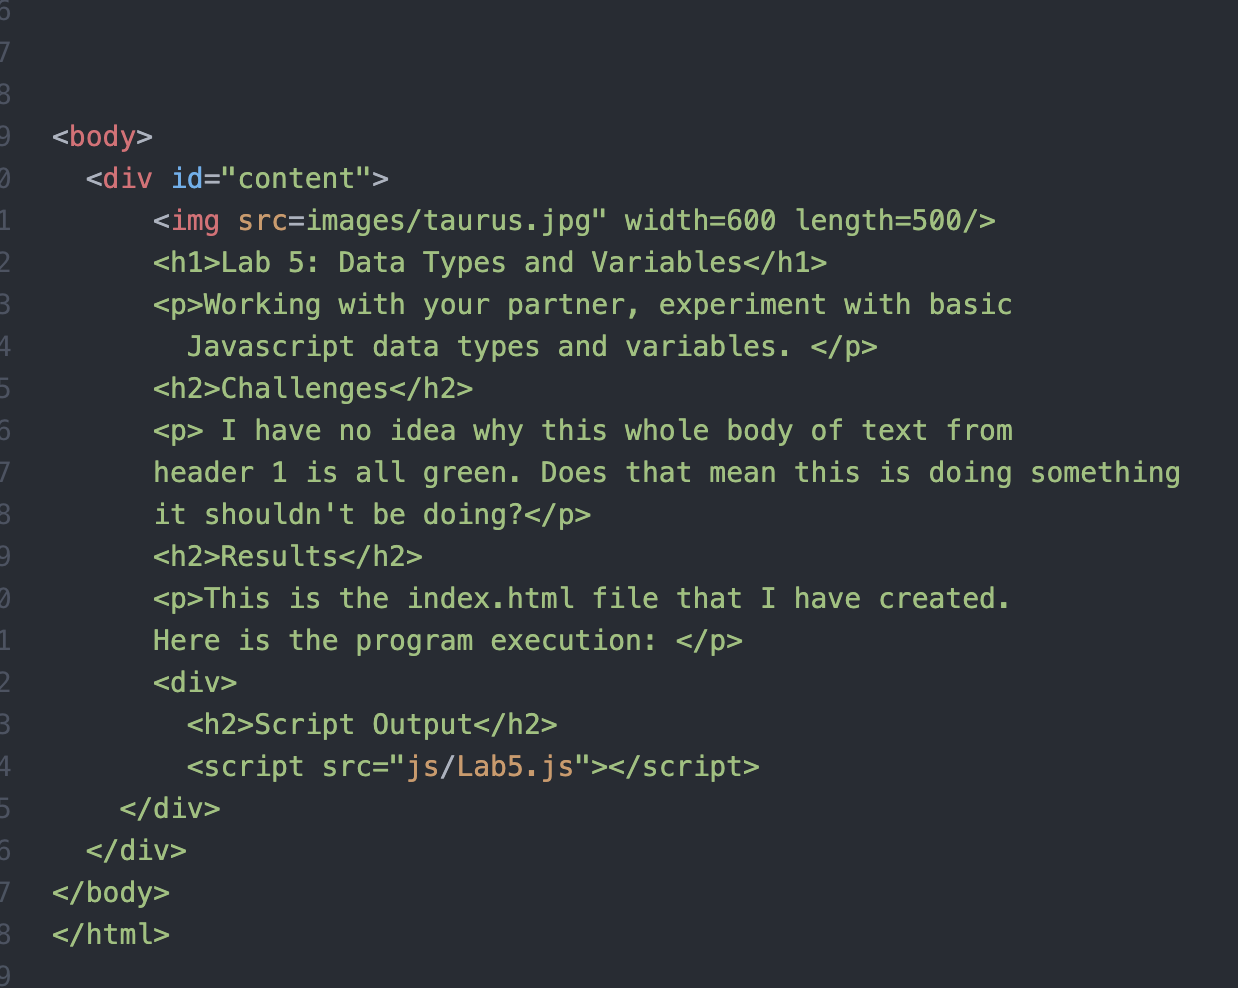 6
7
8
9 <body>
0 <div id="content">
1 <img src=images/taurus.jpg" width=600 length=500/>
2 <h1>Lab 5: Data Types and Variables</h1>
3 <p>Working with your partner, experiment with basic
4 Javascript data types and variables. </p>
5 <h2>Challenges</h2>
6 <p> I have no idea why this whole body of text from
7 header 1 is all green. Does that mean this is doing something
8 it shouldn't be doing?</p>
9 <h2>Results</h2>
0 <p>This is the index.html file that I have created.
1 Here is the program execution: </p>
2 <div>
3 <h2>Script Output</h2>
4 <script src="js/Lab5.js"></script>
5 </div>
6 </div>
7 </body>
8 </html>
9